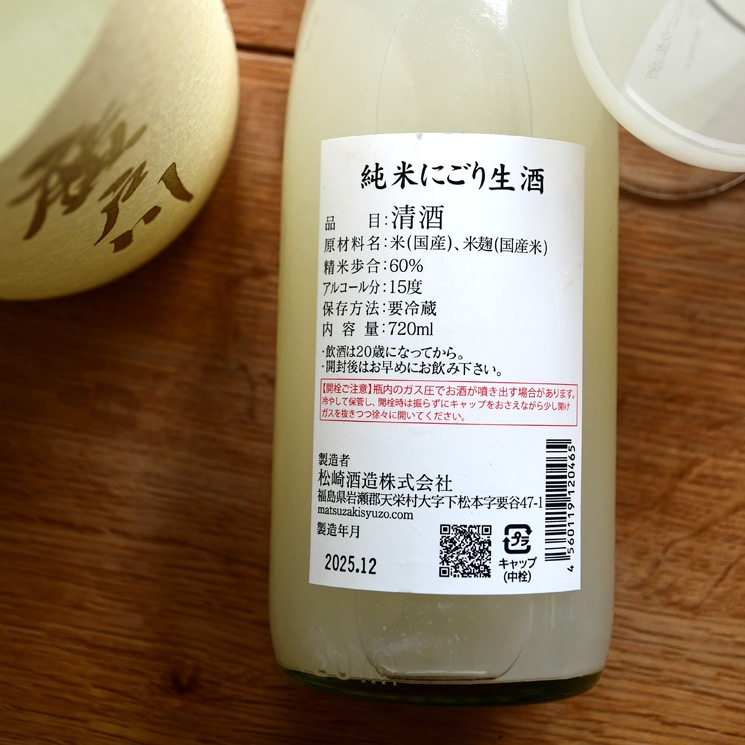 純米にごり生酒
品 目：清酒
原材料名：米(国産)、米麹(国産米)
精米歩合：60%
アルコール分：15度
保存方法：要冷蔵
内 容 量：720ml
・飲酒は20歳になってから。
・開封後はお早めにお飲み下さい。
【開栓ご注意】瓶内のガス圧でお酒が噴き出す場合があります。
冷やして保管し、開栓時は振らずにキャップをおさえながら少し開け
ガスを抜きつつ徐々に開いてください。
製造者
松崎酒造株式会社
福島県岩瀬郡天栄村大字下松本字要谷47-1
matsuzakisyuzo.com
製造年月
2025.12
プラ
キャップ
(中栓)
4 560119 120465